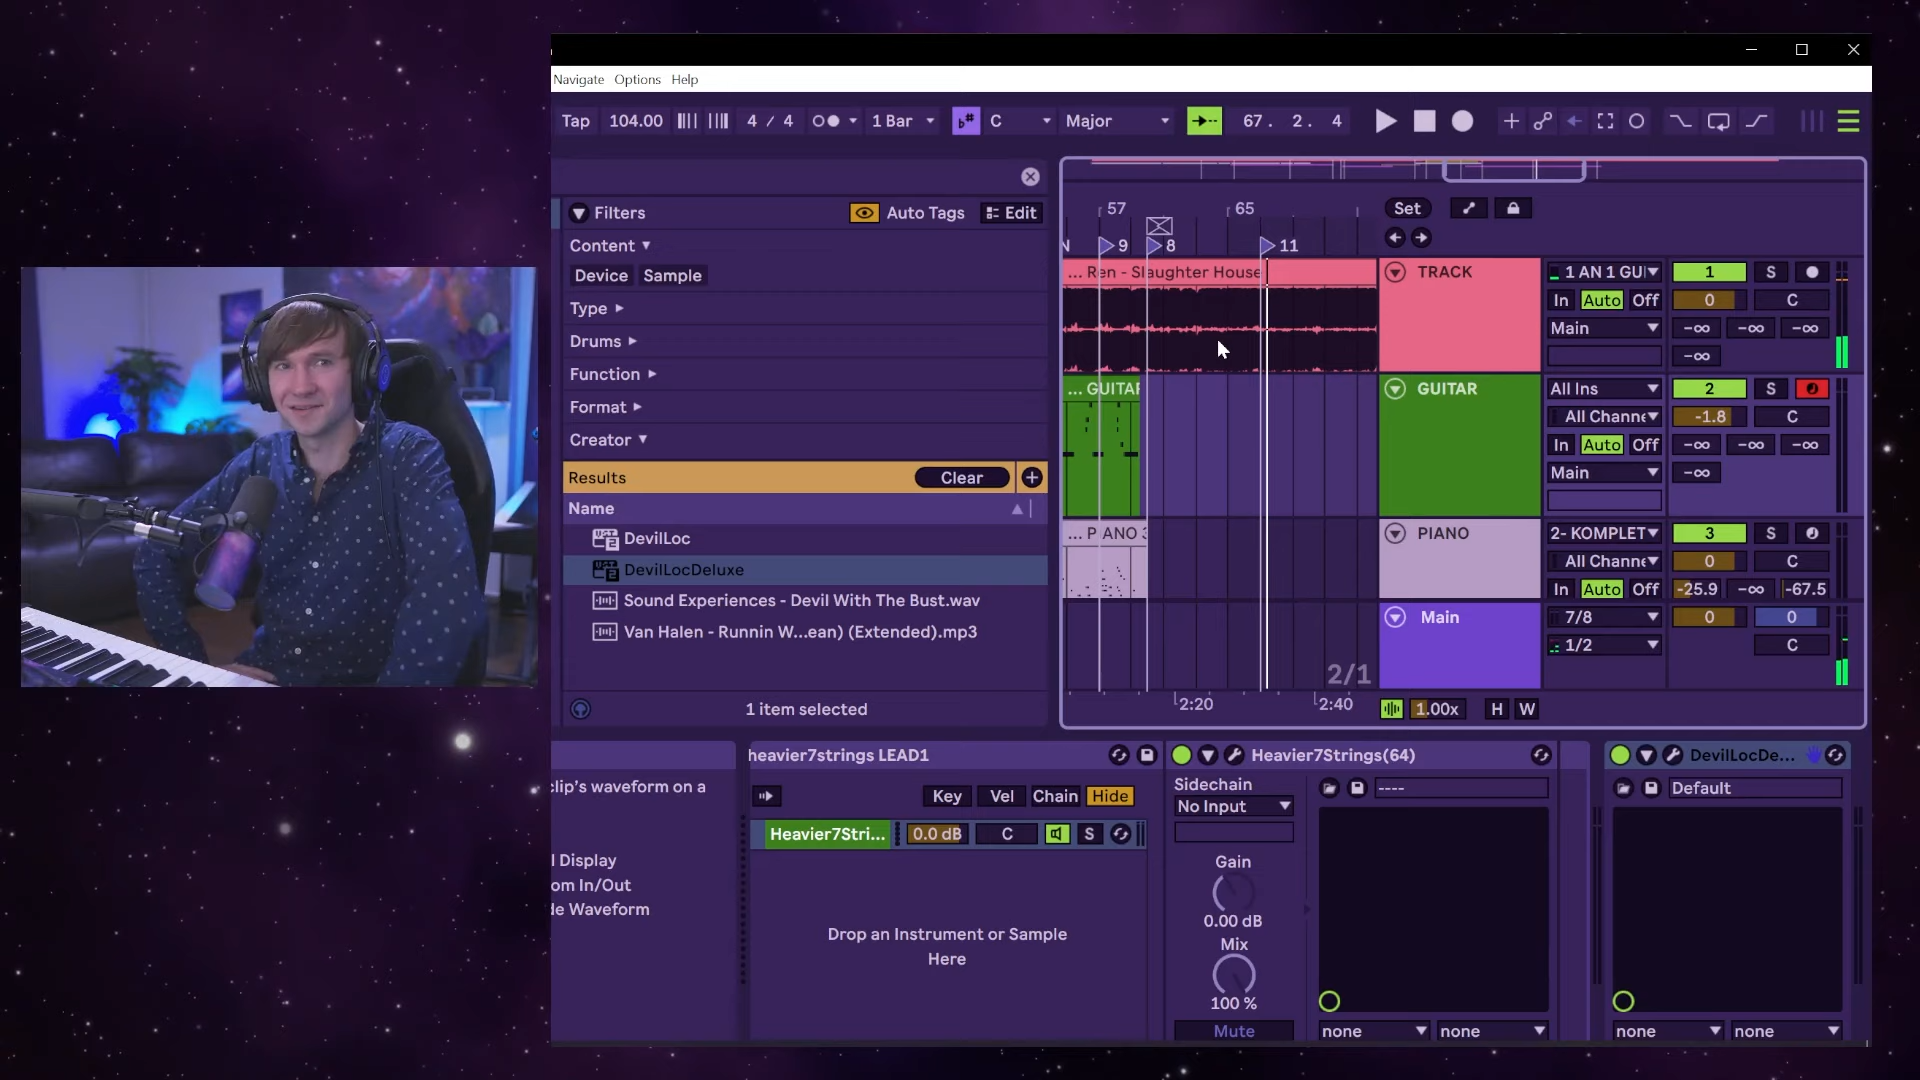 Navigate Options Help
Tap 104.00 4 / 4 1 Bar C Major 67. 2. 4
Filters Auto Tags Edit
Content
Device Sample
Type
Drums
Function
Format
Creator
Results Clear
Name
DevilLoc
DevilLocDeluxe
Sound Experiences - Devil With The Bust.wav
Van Halen - Runnin W...ean) (Extended).mp3
1 item selected
57 65 Set
9 8 11
... Ren - Slaughter House
TRACK
1 AN 1 GUI 1 S
In Auto Off 0 C
Main -∞ -∞ -∞
-∞
... GUITAR
GUITAR
All Ins 2 S
All Channe -1.8 C
In Auto Off -∞ -∞ -∞
Main -∞
PIANO
2- KOMPLET 3 S
All Channe 0 C
In Auto Off -25.9 -∞ -67.5
Main
7/8 0 0
1/2 C
2/1
2:20 2:40 1.00x H W
clip's waveform on a
Display
om In/Out
Waveform
heavier7strings LEAD1
Key Vel Chain Hide
Heavier7Stri... 0.0 dB C S
Drop an Instrument or Sample
Here
Heavier7Strings(64)
Sidechain
No Input
Gain
0.00 dB
Mix
100 %
Mute
----
none none
DevilLocDe...
Default
none none